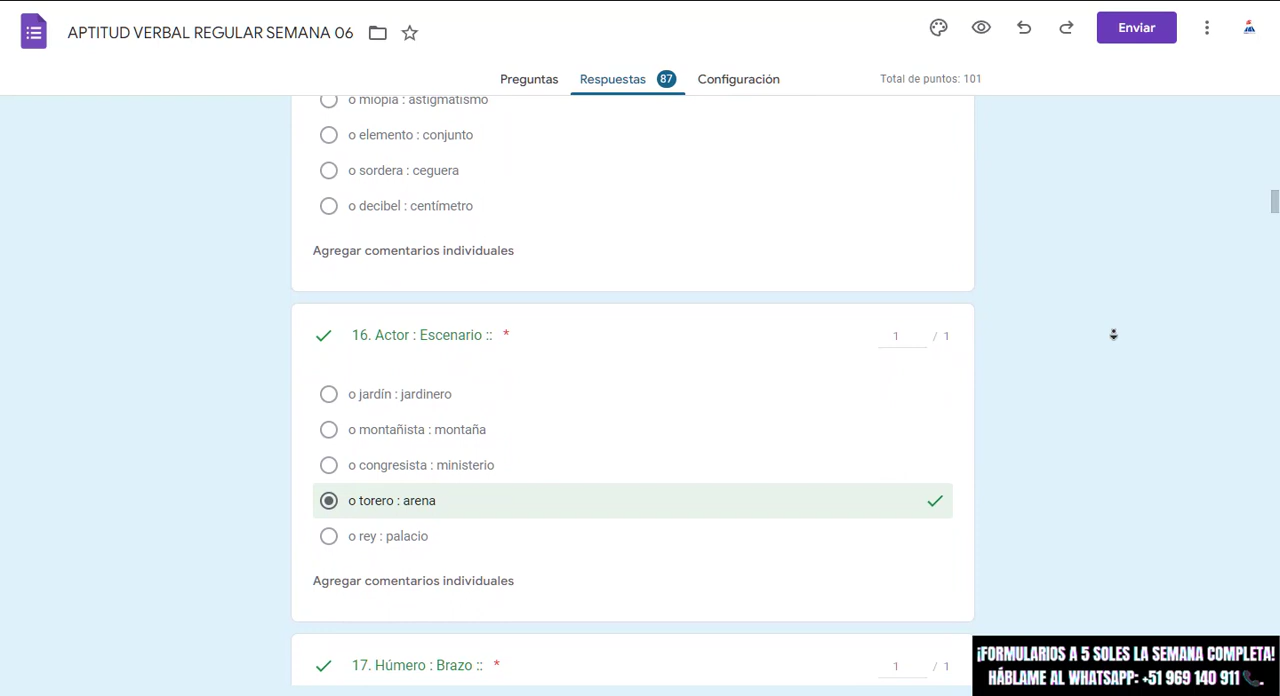 APTITUD VERBAL REGULAR SEMANA 06
Enviar
Preguntas
Respuestas
87
Configuración
Total de puntos: 101
o miopía : astigmatismo
o elemento : conjunto
o sordera : ceguera
o decibel : centímetro
Agregar comentarios individuales
16. Actor : Escenario :: *
1 / 1
o jardín : jardinero
o montañista : montaña
o congresista : ministerio
o torero : arena
o rey : palacio
Agregar comentarios individuales
17. Húmero : Brazo :: *
1 / 1
¡FORMULARIOS A 5 SOLES LA SEMANA COMPLETA!
HÁBLAME AL WHATSAPP: +51 969 140 911 📞.